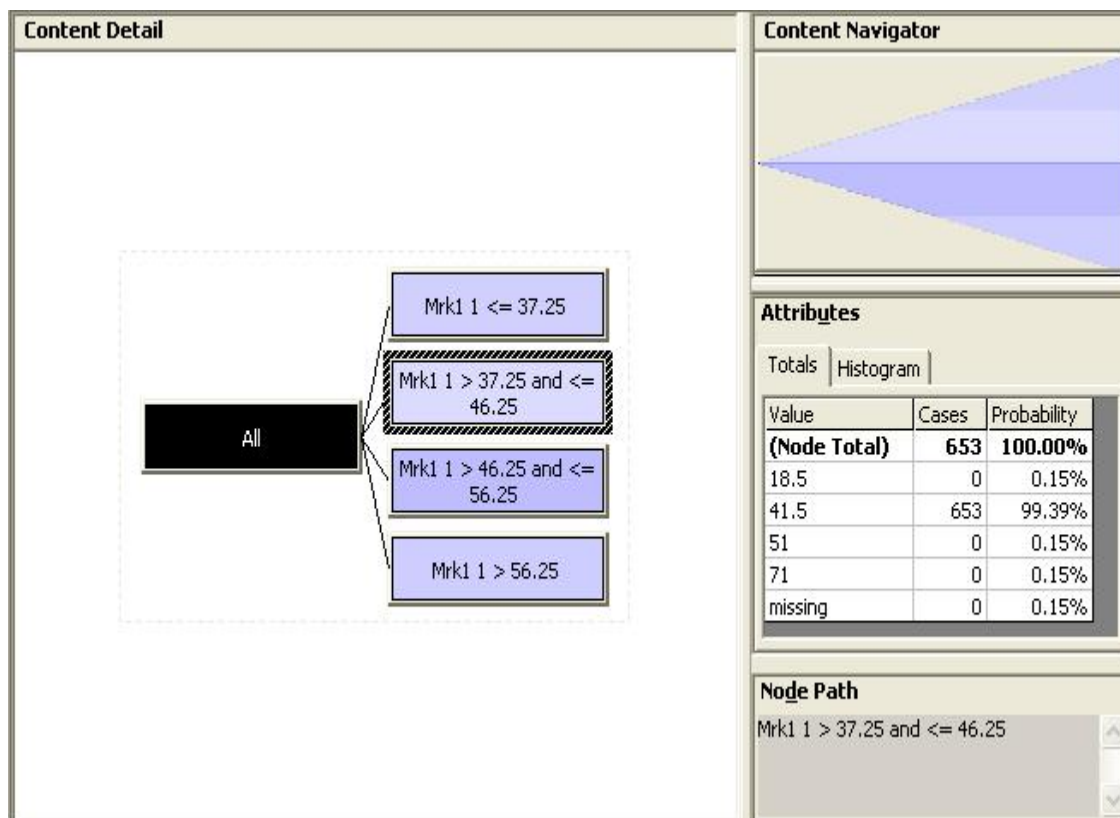 Content Detail
All
Mrk1 1 <= 37.25
Mrk1 1 > 37.25 and <=
46.25
Mrk1 1 > 46.25 and <=
56.25
Mrk1 1 > 56.25
Content Navigator
Attributes
Totals Histogram
Value Cases Probability
(Node Total) 653 100.00%
18.5 0 0.15%
41.5 653 99.39%
51 0 0.15%
71 0 0.15%
missing 0 0.15%
Node Path
Mrk1 1 > 37.25 and <= 46.25